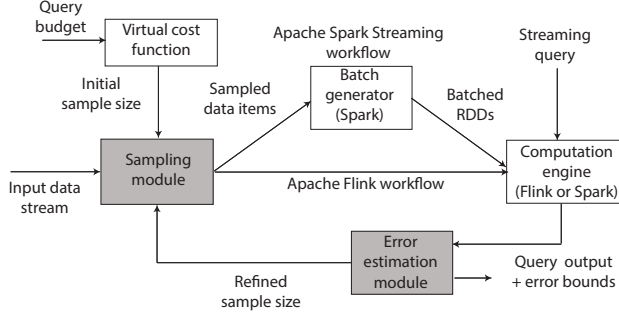 Query
budget
Virtual cost
function
Initial
sample size
Apache Spark Streaming
workflow
Sampled
data items
Batch
generator
(Spark)
Batched
RDDs
Streaming
query
Input data
stream
Sampling
module
Apache Flink workflow
Computation
engine
(Flink or Spark)
Refined
sample size
Error
estimation
module
Query output
+ error bounds